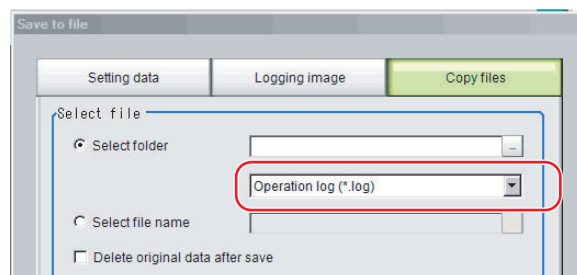 Save to file
Setting data Logging image Copy files
Select file
Select folder ...
Operation log (*.log)
Select file name
Delete original data after save